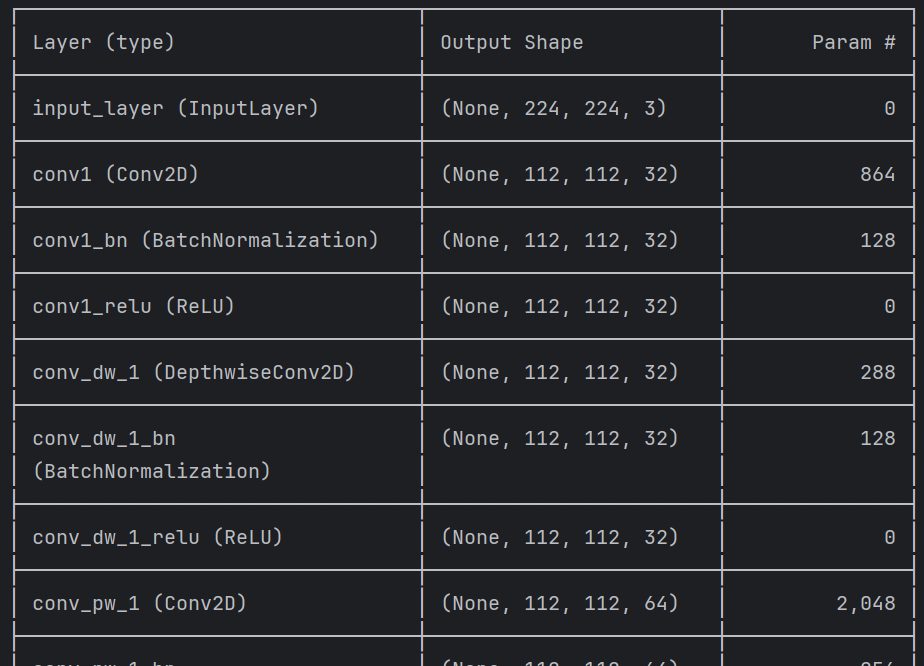 Layer (type) Output Shape Param #
input_layer (InputLayer) (None, 224, 224, 3) 0
conv1 (Conv2D) (None, 112, 112, 32) 864
conv1_bn (BatchNormalization) (None, 112, 112, 32) 128
conv1_relu (ReLU) (None, 112, 112, 32) 0
conv_dw_1 (DepthwiseConv2D) (None, 112, 112, 32) 288
conv_dw_1_bn (None, 112, 112, 32) 128
(BatchNormalization)
conv_dw_1_relu (ReLU) (None, 112, 112, 32) 0
conv_pw_1 (Conv2D) (None, 112, 112, 64) 2,048